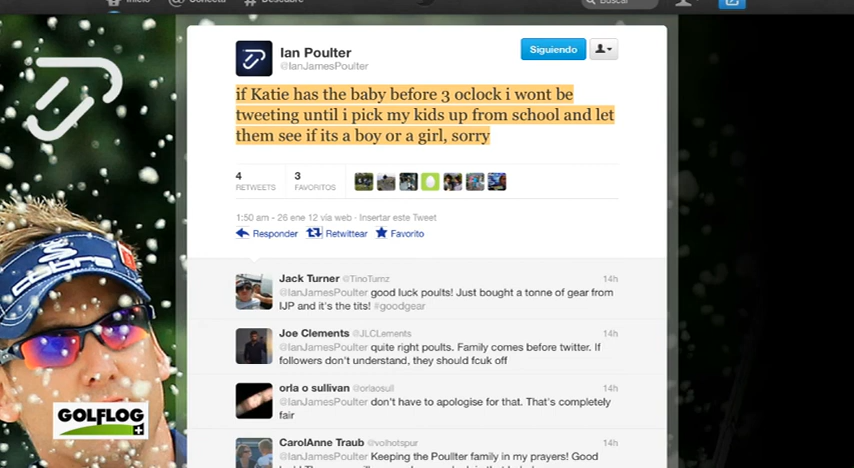 Inicio
Conecta
# Descubre
Buscar
Ian Poulter
@IanJamesPoulter
Siguiendo
if Katie has the baby before 3 oclock i wont be
tweeting until i pick my kids up from school and let
them see if its a boy or a girl, sorry
4
RETWEETS
3
FAVORITOS
1:50 am - 26 ene 12 vía web · Insertar este Tweet
Responder
Retwittear
Favorito
Jack Turner @TinoTurnz
14h
@IanJamesPoulter good luck poults! Just bought a tonne of gear from
IJP and it's the tits! #goodgear
Joe Clements @JLCLements
14h
@IanJamesPoulter quite right poults. Family comes before twitter. If
followers don't understand, they should fcuk off
orla o sullivan @orlaosull
14h
@IanJamesPoulter don't have to apologise for that. That's completely
fair
CarolAnne Traub @volhotspur
14h
@IanJamesPoulter Keeping the Poullter family in my prayers! Good
cobra
GOLFLOG